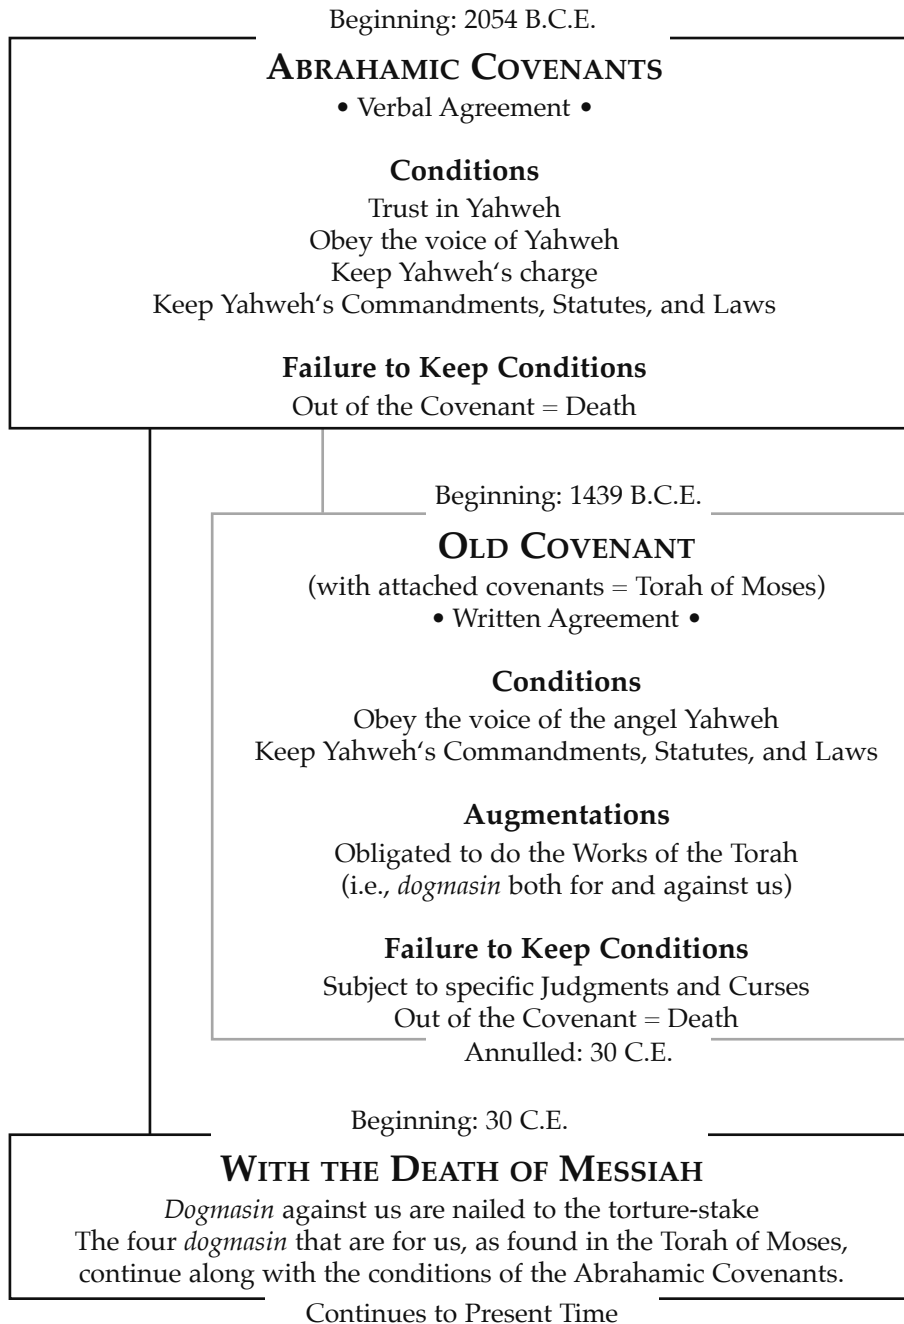 Beginning: 2054 B.C.E.
ABRAHAMIC COVENANTS
• Verbal Agreement •
Conditions
Trust in Yahweh
Obey the voice of Yahweh
Keep Yahweh‘s charge
Keep Yahweh‘s Commandments, Statutes, and Laws
Failure to Keep Conditions
Out of the Covenant = Death
Beginning: 1439 B.C.E.
OLD COVENANT
(with attached covenants = Torah of Moses)
• Written Agreement •
Conditions
Obey the voice of the angel Yahweh
Keep Yahweh‘s Commandments, Statutes, and Laws
Augmentations
Obligated to do the Works of the Torah
(i.e., dogmasin both for and against us)
Failure to Keep Conditions
Subject to specific Judgments and Curses
Out of the Covenant = Death
Annulled: 30 C.E.
Beginning: 30 C.E.
WITH THE DEATH OF MESSIAH
Dogmasin against us are nailed to the torture-stake
The four dogmasin that are for us, as found in the Torah of Moses,
continue along with the conditions of the Abrahamic Covenants.
Continues to Present Time